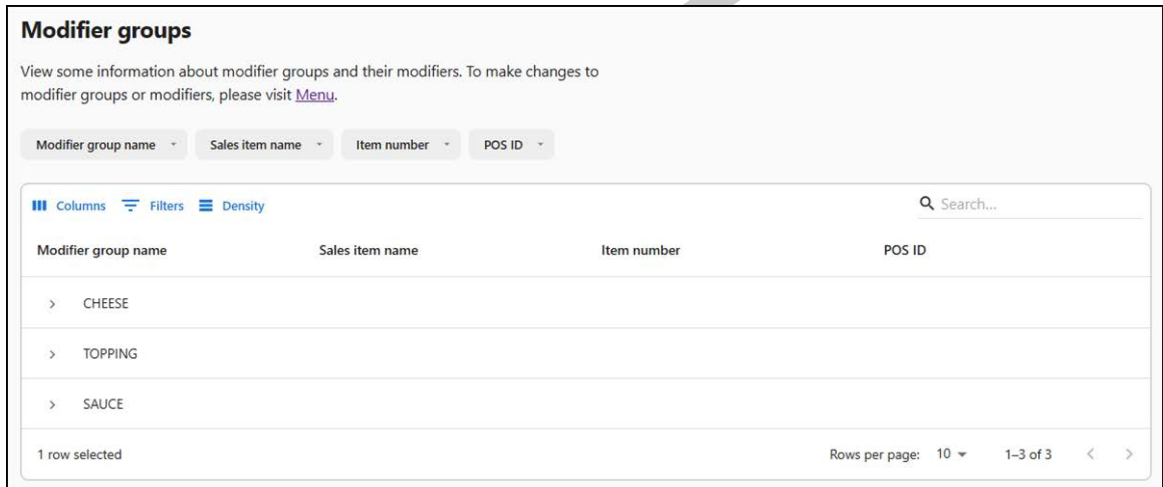 Modifier groups
View some information about modifier groups and their modifiers. To make changes to
modifier groups or modifiers, please visit Menu.
Modifier group name Sales item name Item number POS ID
Columns Filters Density Search...
Modifier group name Sales item name Item number POS ID
CHEESE
TOPPING
SAUCE
1 row selected Rows per page: 10 1–3 of 3